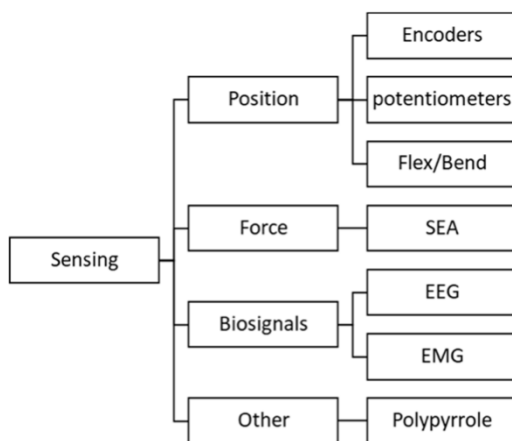 Sensing
Position
Encoders
potentiometers
Flex/Bend
Force
SEA
Biosignals
EEG
EMG
Other
Polypyrrole